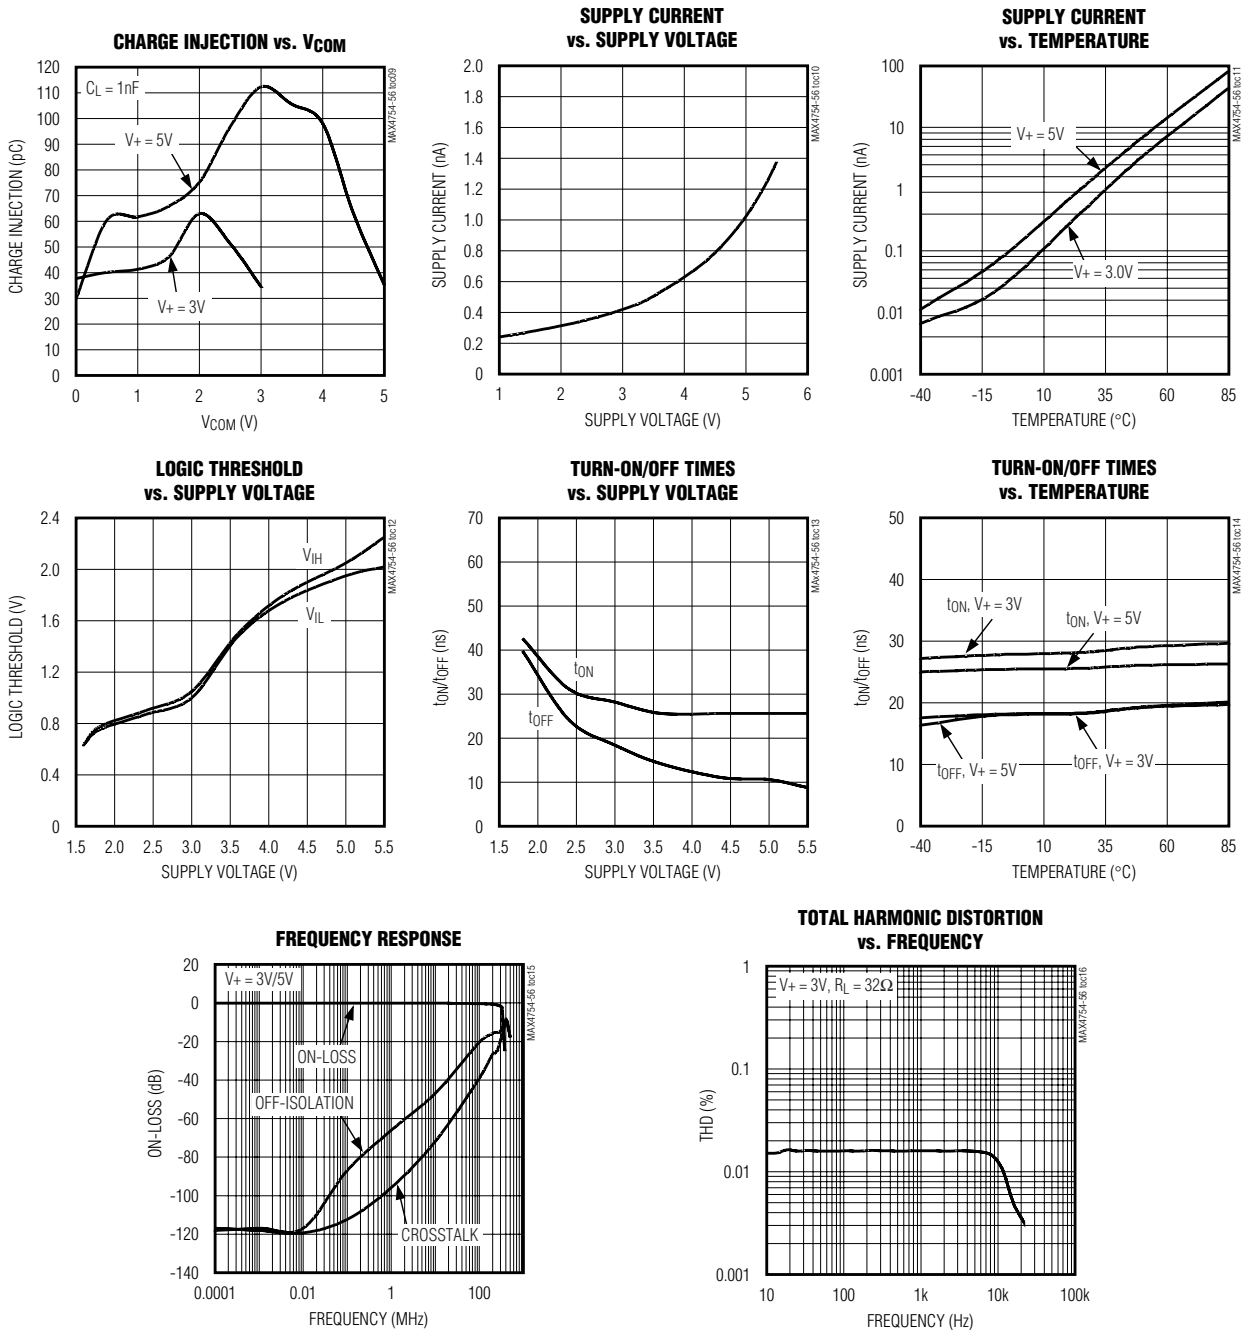 CHARGE INJECTION vs. VCOM
120
110
100
90
80
70
60
50
40
30
20
10
0
CHARGE INJECTION (pC)
CL = 1nF
V+ = 5V
V+ = 3V
MAX4754-56 toc09
0 1 2 3 4 5
VCOM (V)
SUPPLY CURRENT
vs. SUPPLY VOLTAGE
2.0
1.8
1.6
1.4
1.2
1.0
0.8
0.6
0.4
0.2
0
SUPPLY CURRENT (nA)
MAX4754-56 toc10
1 2 3 4 5 6
SUPPLY VOLTAGE (V)
SUPPLY CURRENT
vs. TEMPERATURE
100
10
1
0.1
0.01
0.001
SUPPLY CURRENT (nA)
V+ = 5V
V+ = 3.0V
MAX4754-56 toc11
-40 -15 10 35 60 85
TEMPERATURE (°C)
LOGIC THRESHOLD
vs. SUPPLY VOLTAGE
2.4
2.0
1.6
1.2
0.8
0.4
0
LOGIC THRESHOLD (V)
VIH
VIL
MAX4754-56 toc12
1.5 2.0 2.5 3.0 3.5 4.0 4.5 5.0 5.5
SUPPLY VOLTAGE (V)
TURN-ON/OFF TIMES
vs. SUPPLY VOLTAGE
70
60
50
40
30
20
10
0
tON/tOFF (ns)
tON
tOFF
MAx4754-56 toc13
1.5 2.0 2.5 3.0 3.5 4.0 4.5 5.0 5.5
SUPPLY VOLTAGE (V)
TURN-ON/OFF TIMES
vs. TEMPERATURE
50
40
30
20
10
0
tON/tOFF (ns)
tON, V+ = 3V
tON, V+ = 5V
tOFF, V+ = 5V
tOFF, V+ = 3V
MAX4754-56 toc14
-40 -15 10 35 60 85
TEMPERATURE (°C)
FREQUENCY RESPONSE
20
0
-20
-40
-60
-80
-100
-120
-140
ON-LOSS (dB)
V+ = 3V/5V
ON-LOSS
OFF-ISOLATION
CROSSTALK
MAX4754-56 toc15
0.0001 0.01 1 100
FREQUENCY (MHz)
TOTAL HARMONIC DISTORTION
vs. FREQUENCY
1
0.1
0.01
0.001
THD (%)
V+ = 3V, RL = 32Ω
MAX4754-56 toc16
10 100 1k 10k 100k
FREQUENCY (Hz)